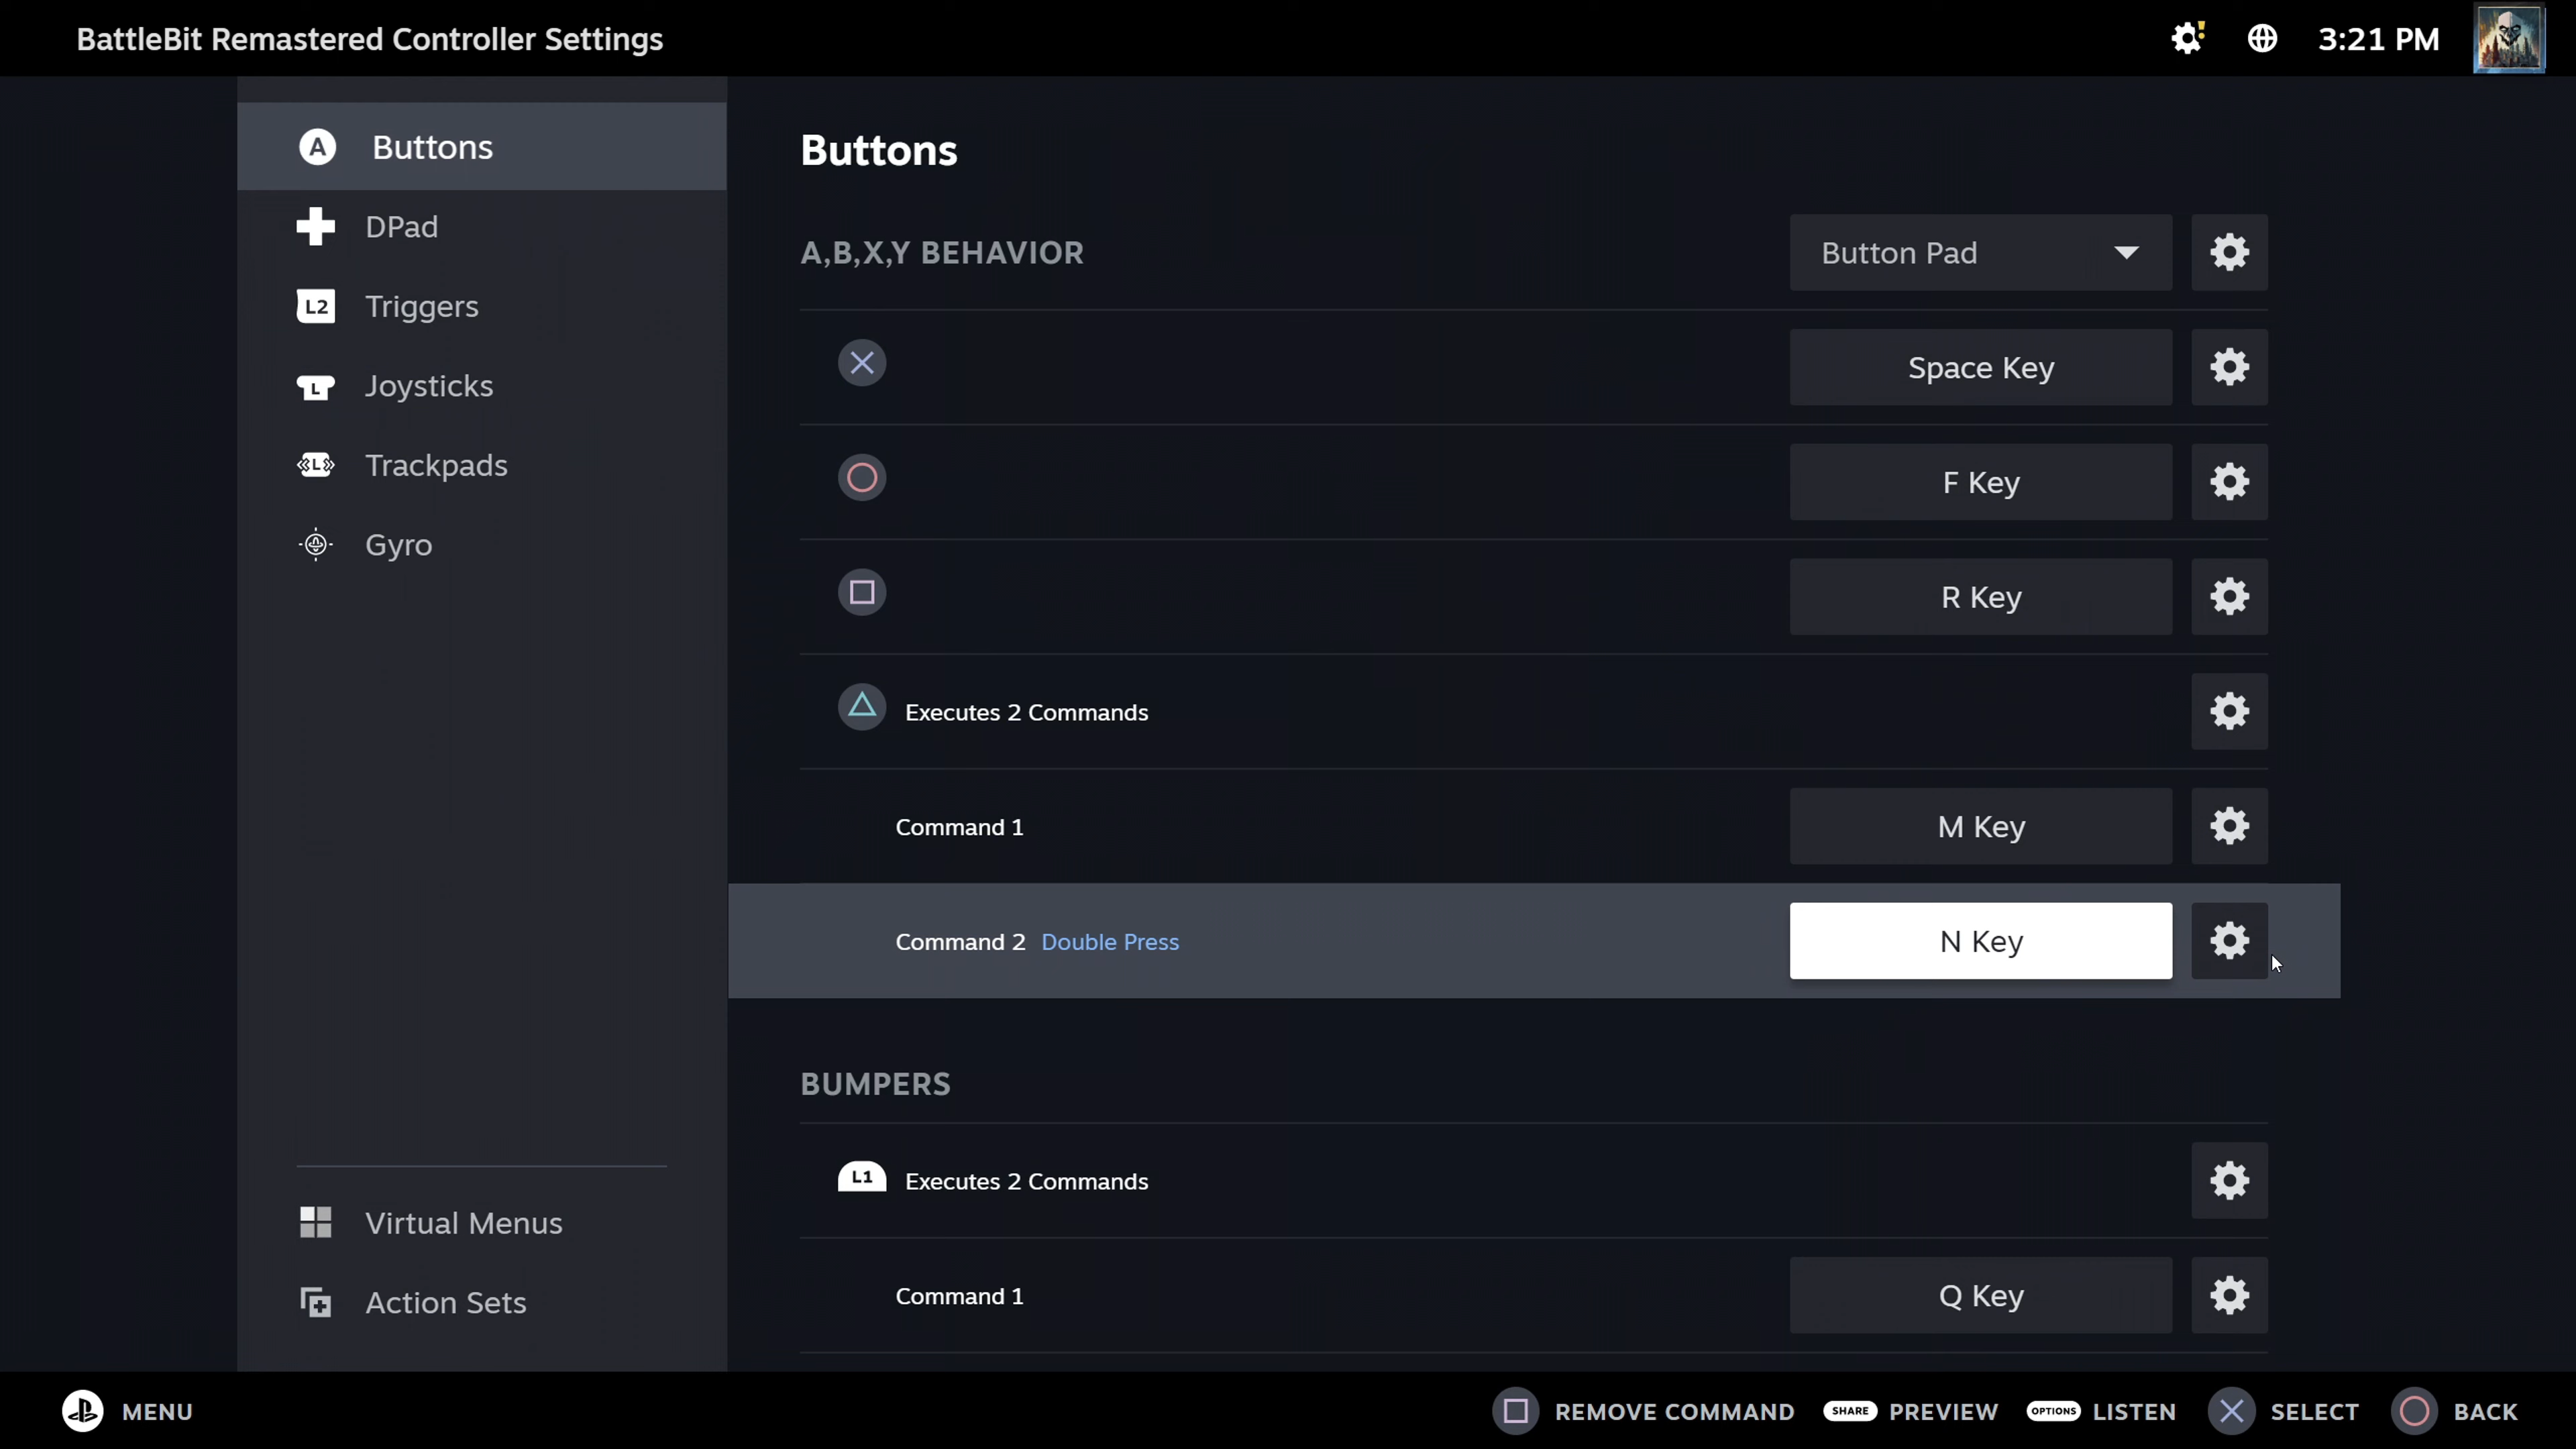 BattleBit Remastered Controller Settings
3:21 PM
A Buttons
DPad
L2 Triggers
L Joysticks
L Trackpads
Gyro
Virtual Menus
Action Sets
Buttons
A,B,X,Y BEHAVIOR
Button Pad
Space Key
F Key
R Key
Executes 2 Commands
Command 1
M Key
Command 2 Double Press
N Key
BUMPERS
L1 Executes 2 Commands
Command 1
Q Key
MENU
REMOVE COMMAND
SHARE PREVIEW
OPTIONS LISTEN
SELECT
BACK